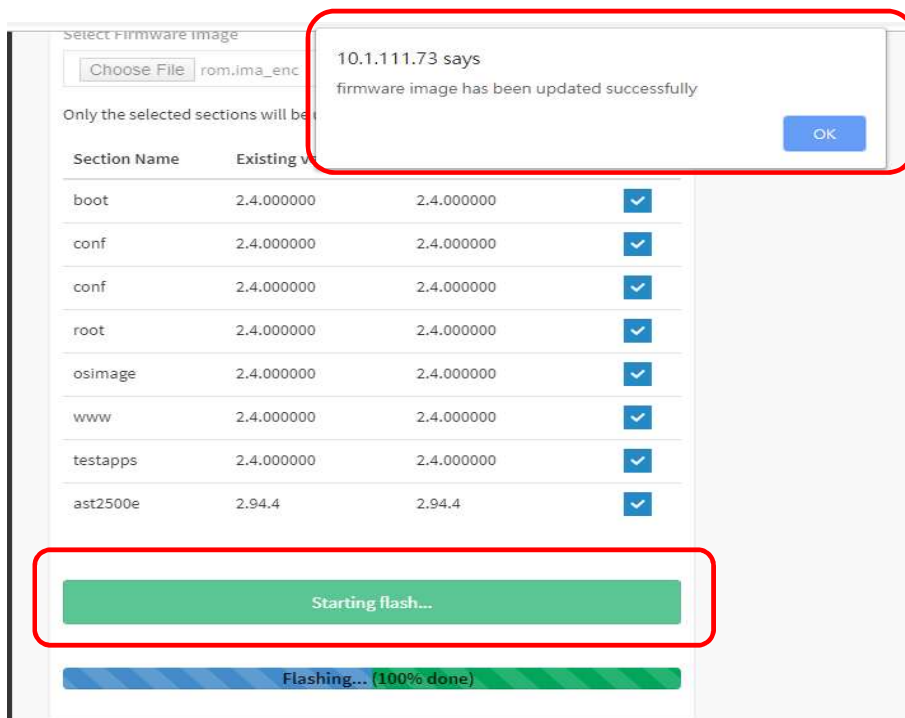 Select Firmware Image
Choose File rom.ima_enc
10.1.111.73 says
firmware image has been updated successfully
OK
Only the selected sections will be
Section Name Existing
boot 2.4.000000 2.4.000000
conf 2.4.000000 2.4.000000
conf 2.4.000000 2.4.000000
root 2.4.000000 2.4.000000
osimage 2.4.000000 2.4.000000
www 2.4.000000 2.4.000000
testapps 2.4.000000 2.4.000000
ast2500e 2.94.4 2.94.4
Starting flash...
Flashing... (100% done)